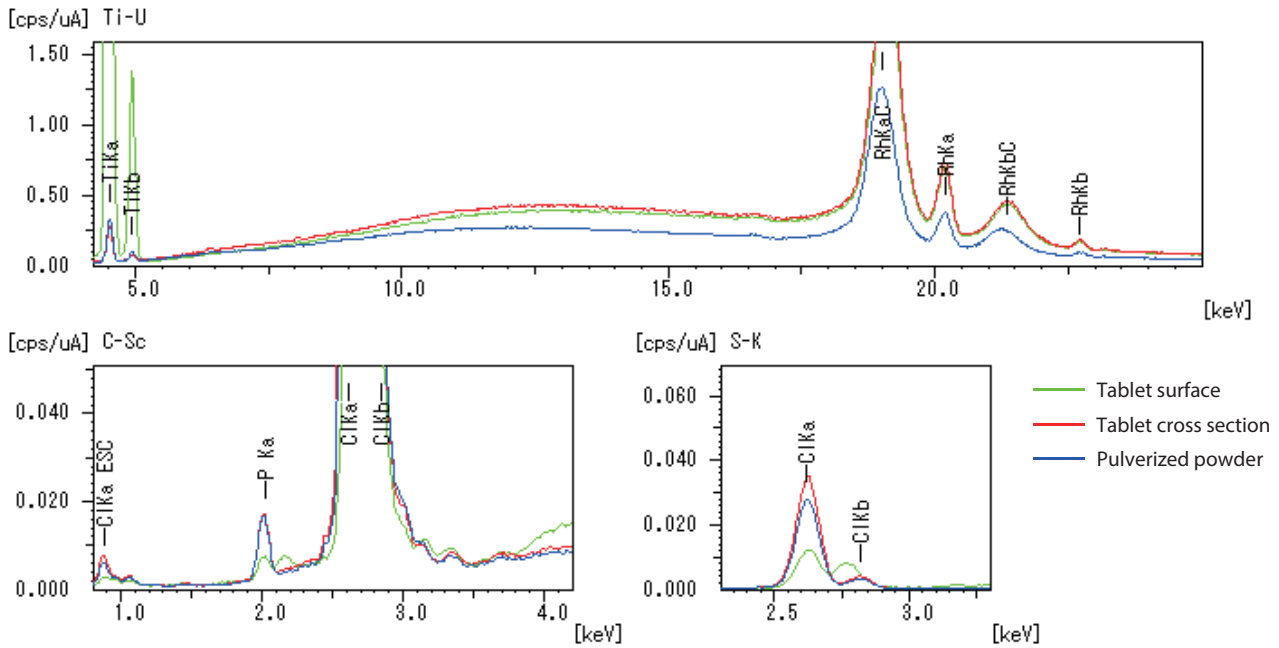 [cps/uA] Ti-U
1.50
1.00
0.50
0.00
TiKa
TiKb
RhKaC
RhKa
RhKbC
RhKb
5.0 10.0 15.0 20.0
[keV]
[cps/uA] C-Sc
0.040
0.020
0.000
ClKa ESC
P Ka
ClKa
ClKb
1.0 2.0 3.0 4.0
[keV]
[cps/uA] S-K
0.060
0.040
0.020
0.000
ClKa
ClKb
2.5 3.0
[keV]
Tablet surface
Tablet cross section
Pulverized powder